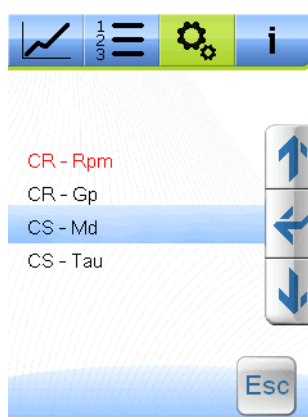 1
2
3
i
CR - Rpm
CR - Gp
CS - Md
CS - Tau
Esc